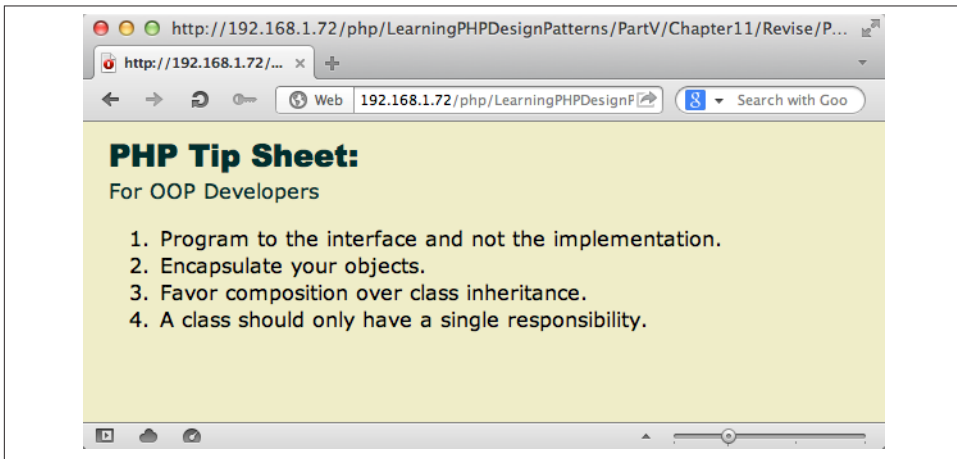 http://192.168.1.72/php/LearningPHPDesignPatterns/PartV/Chapter11/Revise/P...
http://192.168.1.72/...
Web 192.168.1.72/php/LearningPHPDesignP
8 Search with Goo
PHP Tip Sheet:
For OOP Developers
1. Program to the interface and not the implementation.
2. Encapsulate your objects.
3. Favor composition over class inheritance.
4. A class should only have a single responsibility.